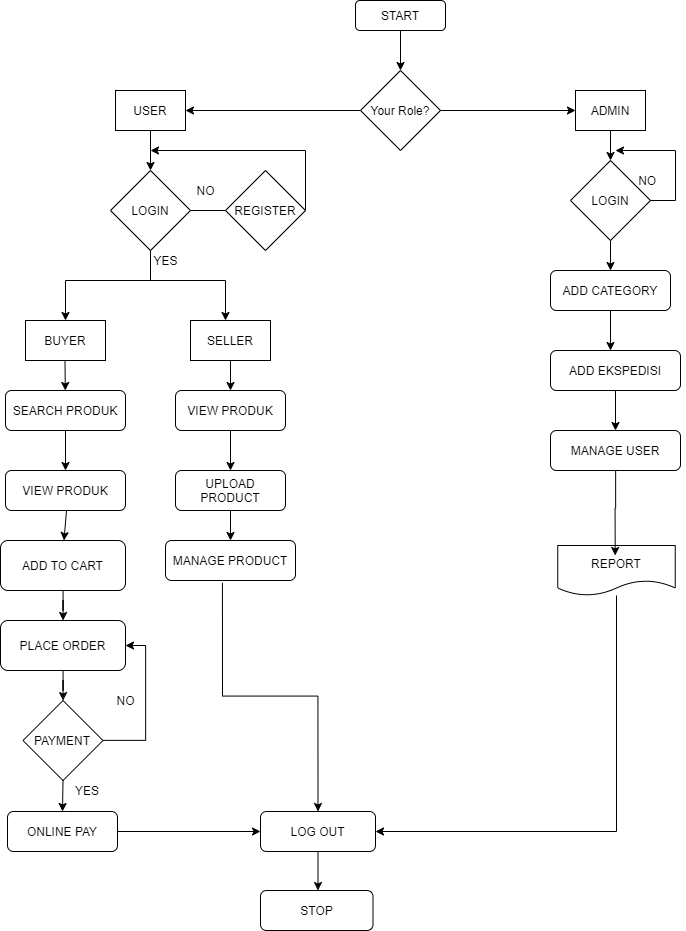 START
Your Role?
USER
ADMIN
LOGIN
NO
REGISTER
LOGIN
NO
YES
ADD CATEGORY
BUYER
SELLER
ADD EKSPEDISI
SEARCH PRODUK
VIEW PRODUK
MANAGE USER
VIEW PRODUK
UPLOAD
PRODUCT
ADD TO CART
MANAGE PRODUCT
REPORT
PLACE ORDER
NO
PAYMENT
YES
ONLINE PAY
LOG OUT
STOP